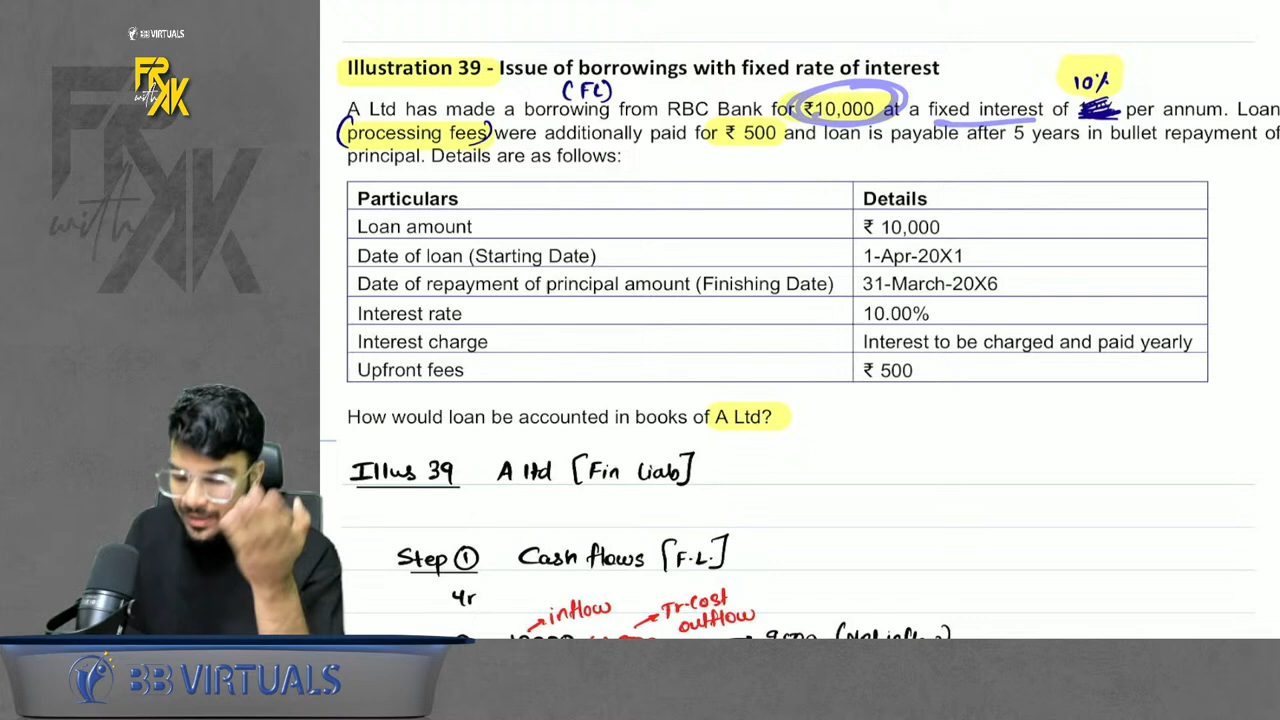 BB VIRTUALS
FR
with
AK
FR
with
AK
Illustration 39 - Issue of borrowings with fixed rate of interest
(FL)
10%
A Ltd has made a borrowing from RBC Bank for ₹10,000 at a fixed interest of per annum. Loan
processing fees were additionally paid for ₹ 500 and loan is payable after 5 years in bullet repayment of
principal. Details are as follows:
Particulars Details
Loan amount ₹ 10,000
Date of loan (Starting Date) 1-Apr-20X1
Date of repayment of principal amount (Finishing Date) 31-March-20X6
Interest rate 10.00%
Interest charge Interest to be charged and paid yearly
Upfront fees ₹ 500
How would loan be accounted in books of A Ltd?
Illus 39 A ltd [Fin Liab]
Step ① Cash flows [F.L.]
Yr
inflow Tr-cost
outflow
BB VIRTUALS